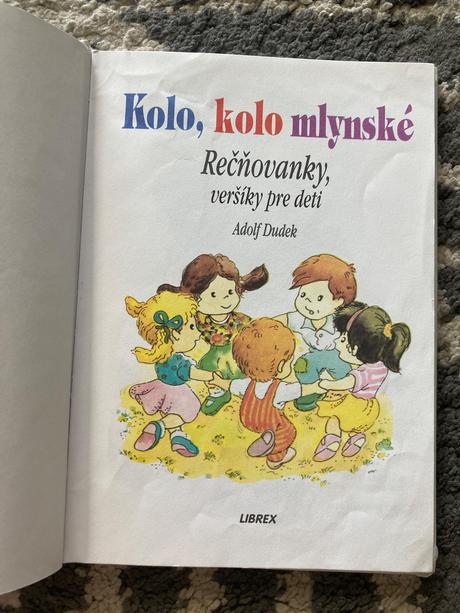 Kolo, kolo mlynské
Rečňovanky,
veršíky pre deti
Adolf Dudek
LIBREX